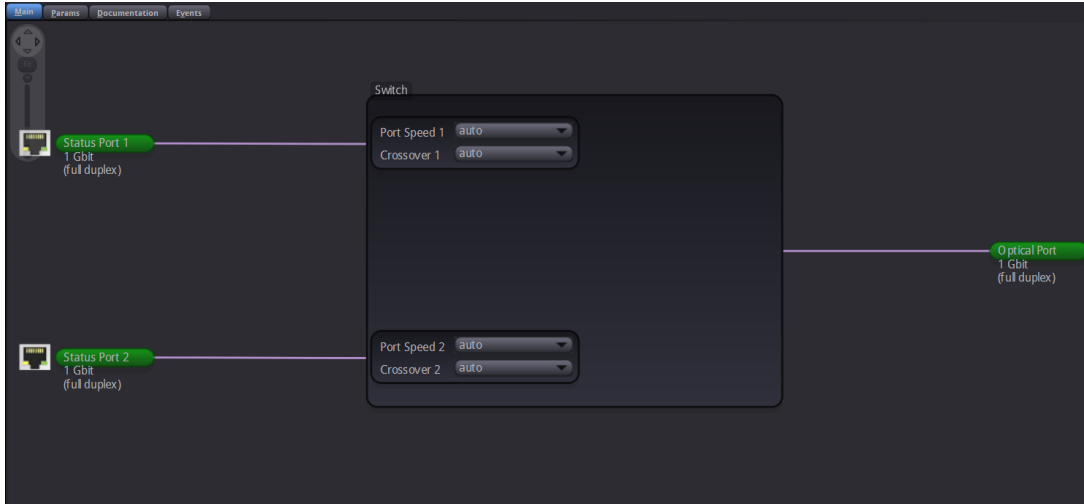 Main Params Documentation Events
Fit
Switch
Port Speed 1 auto
Crossover 1 auto
Status Port 1
1 Gbit
(full duplex)
Optical Port
1 Gbit
(full duplex)
Port Speed 2 auto
Crossover 2 auto
Status Port 2
1 Gbit
(full duplex)